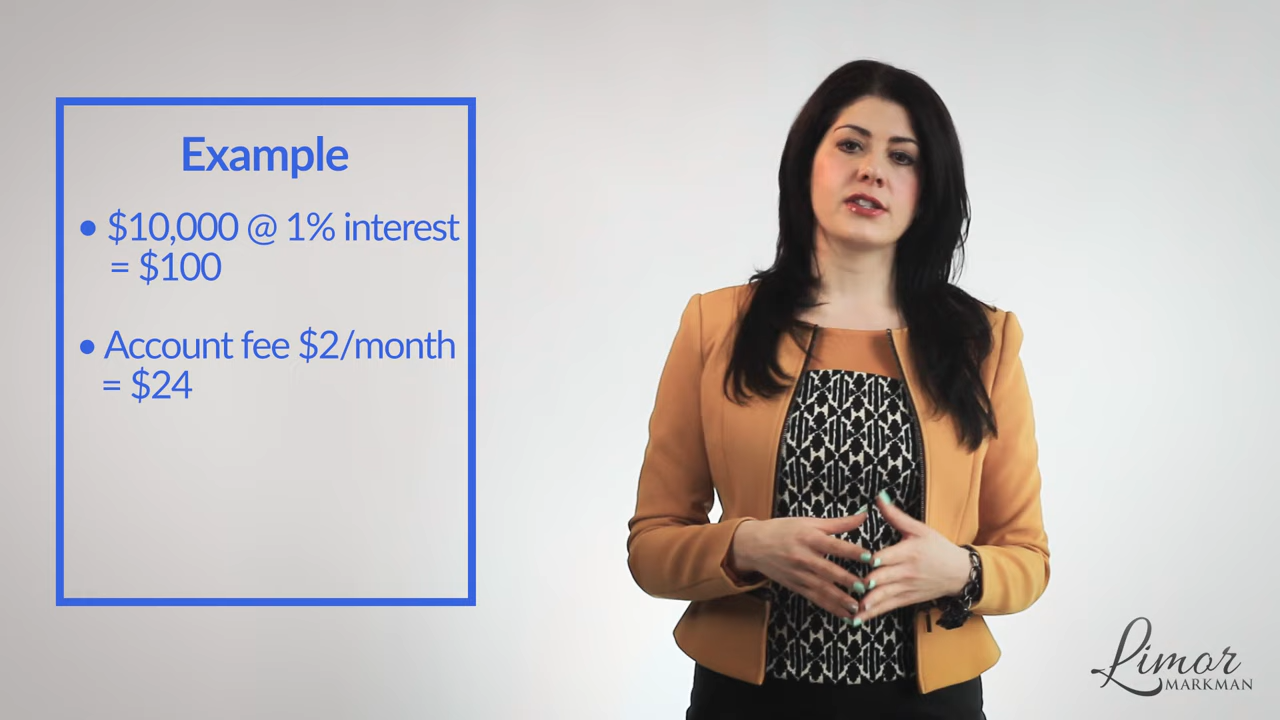 Example
• $10,000 @ 1% interest
= $100
• Account fee $2/month
= $24
Limor
MARKMAN